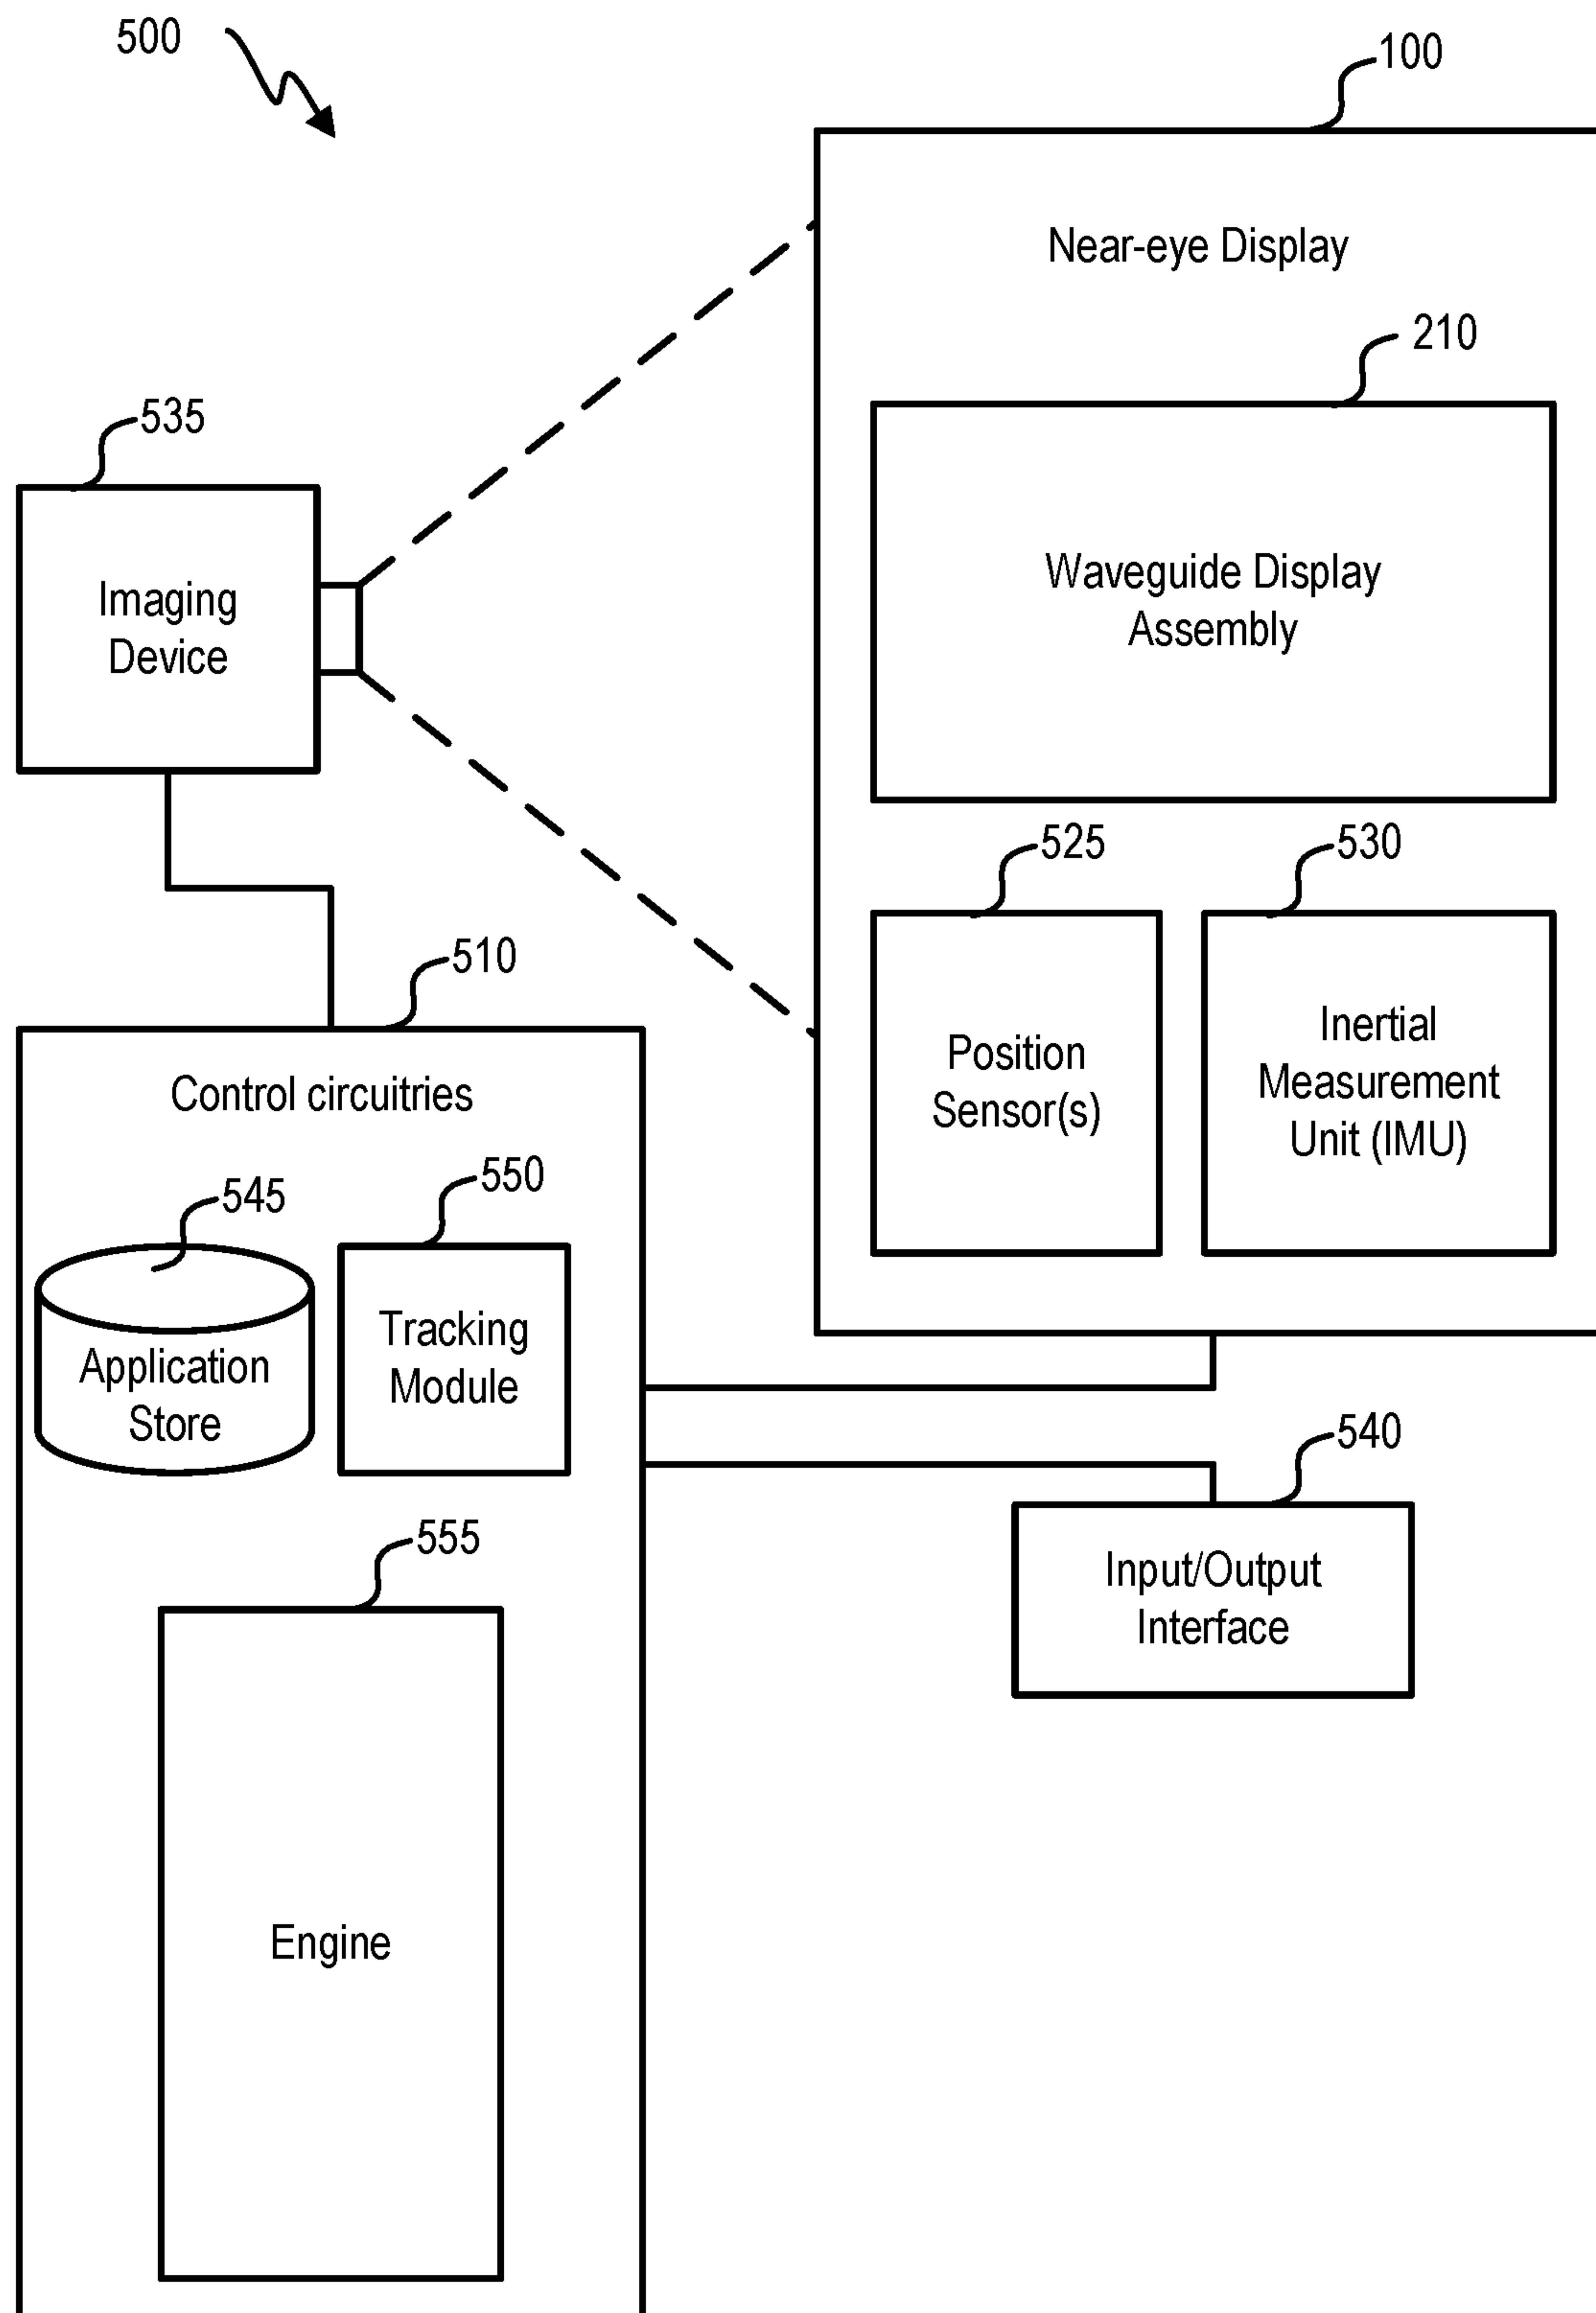 500
100
Near-eye Display
210
Waveguide Display
Assembly
535
Imaging
Device
525
530
Position
Sensor(s)
Inertial
Measurement
Unit (IMU)
510
Control circuitries
545
550
Application
Store
Tracking
Module
540
Input/Output
Interface
555
Engine